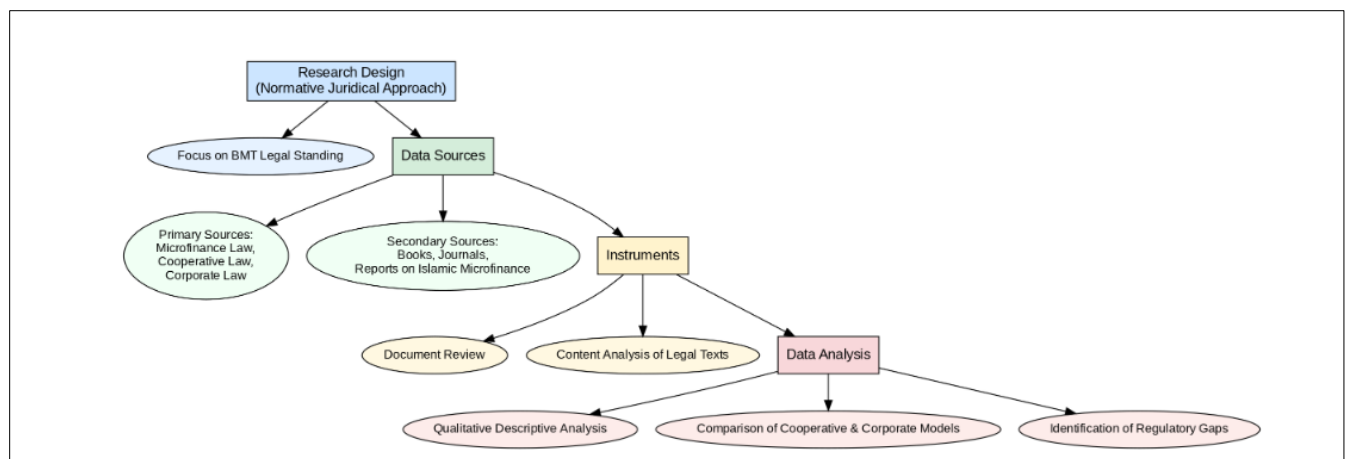 Research Design
(Normative Juridical Approach)
Focus on BMT Legal Standing
Data Sources
Primary Sources:
Microfinance Law,
Cooperative Law,
Corporate Law
Secondary Sources:
Books, Journals,
Reports on Islamic Microfinance
Instruments
Document Review
Content Analysis of Legal Texts
Data Analysis
Qualitative Descriptive Analysis
Comparison of Cooperative & Corporate Models
Identification of Regulatory Gaps